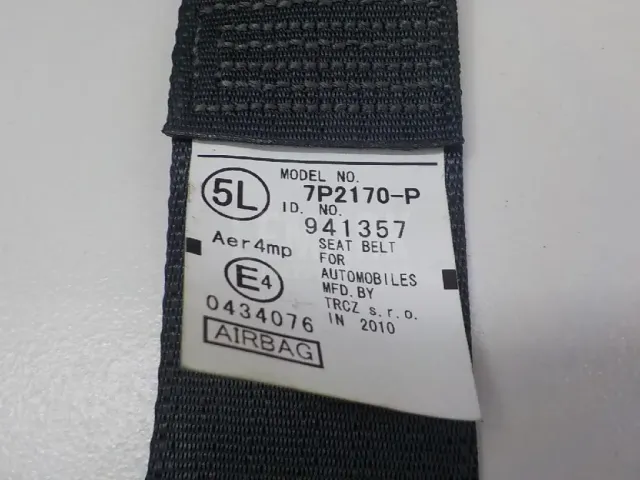 MODEL NO.
5L
7P2170-P
ID. NO.
941357
Aer4mp
SEAT BELT
FOR
AUTOMOBILES
E4
MFD.BY
TRCZ s.r.o.
0434076
IN 2010
AIRBAG